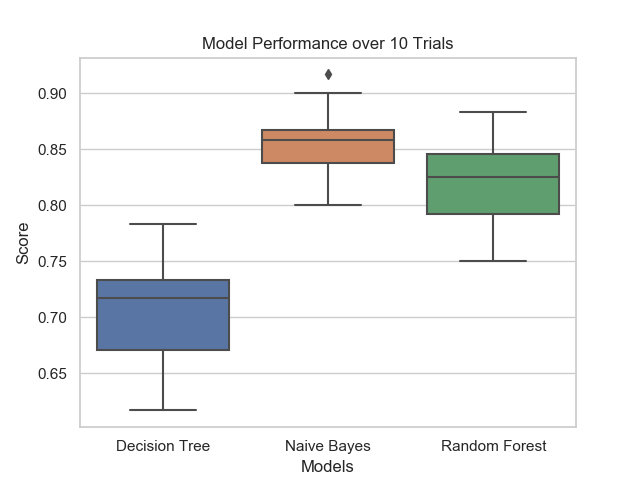 Model Performance over 10 Trials
0.90
0.85
0.80
0.75
0.70
0.65
Score
Decision Tree
Naive Bayes
Random Forest
Models